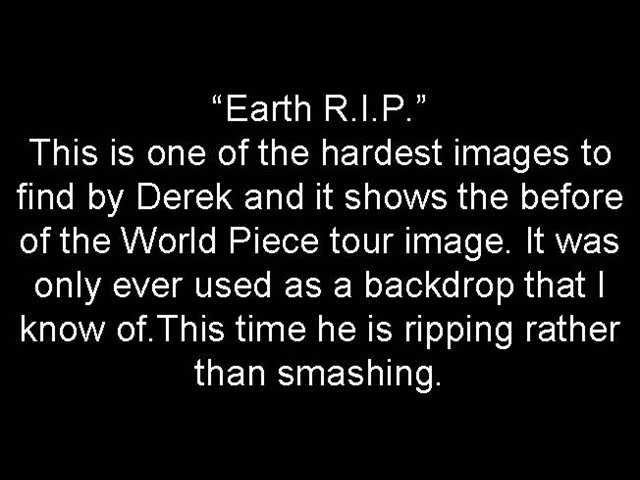 “Earth R.I.P.”
This is one of the hardest images to
find by Derek and it shows the before
of the World Piece tour image. It was
only ever used as a backdrop that I
know of.This time he is ripping rather
than smashing.